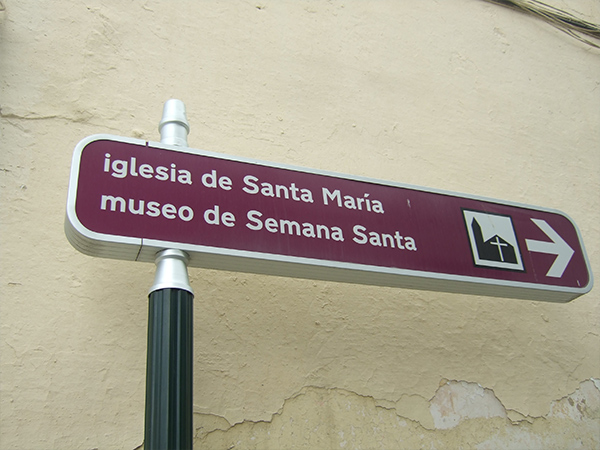 iglesia de Santa María
museo de Semana Santa